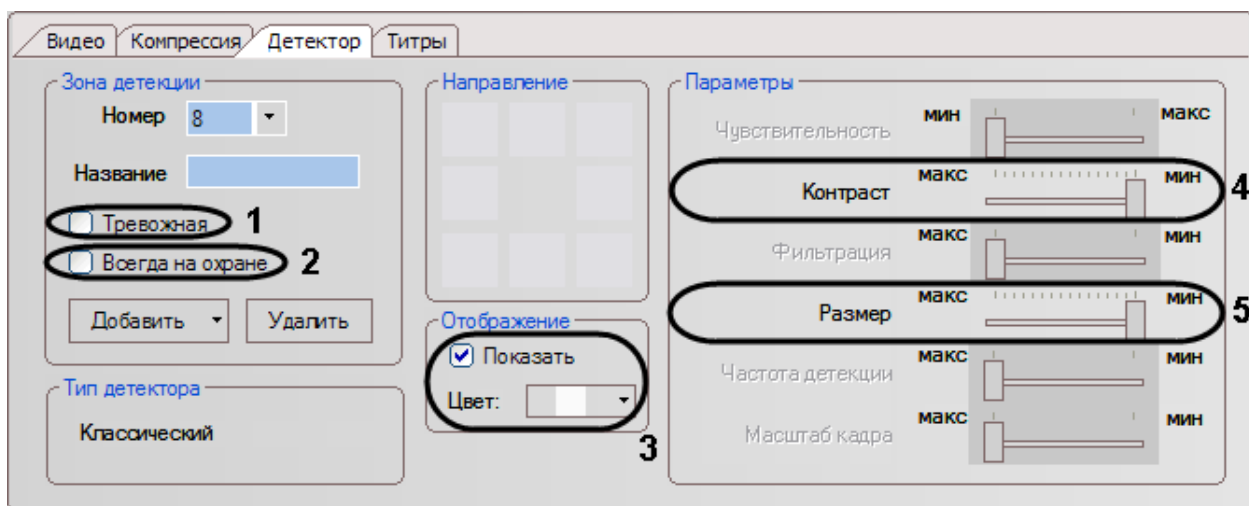 Видео Компрессия Детектор Титры
Зона детекции
Номер 8
Название
Тревожная 1
Всегда на охране 2
Добавить Удалить
Тип детектора
Классический
Направление
Отображение
Показать
Цвет:
3
Параметры
Чувствительность мин макс
Контраст макс мин 4
Фильтрация макс мин
Размер макс мин 5
Частота детекции макс мин
Масштаб кадра макс мин